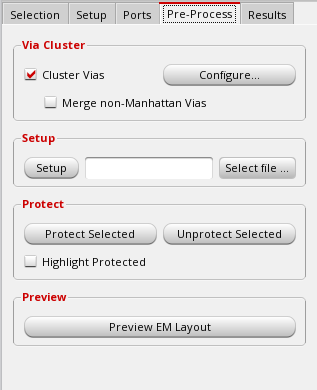 Selection Setup Ports Pre-Process Results
Via Cluster
Cluster Vias Configure...
Merge non-Manhattan Vias
Setup
Setup Select file ...
Protect
Protect Selected Unprotect Selected
Highlight Protected
Preview
Preview EM Layout